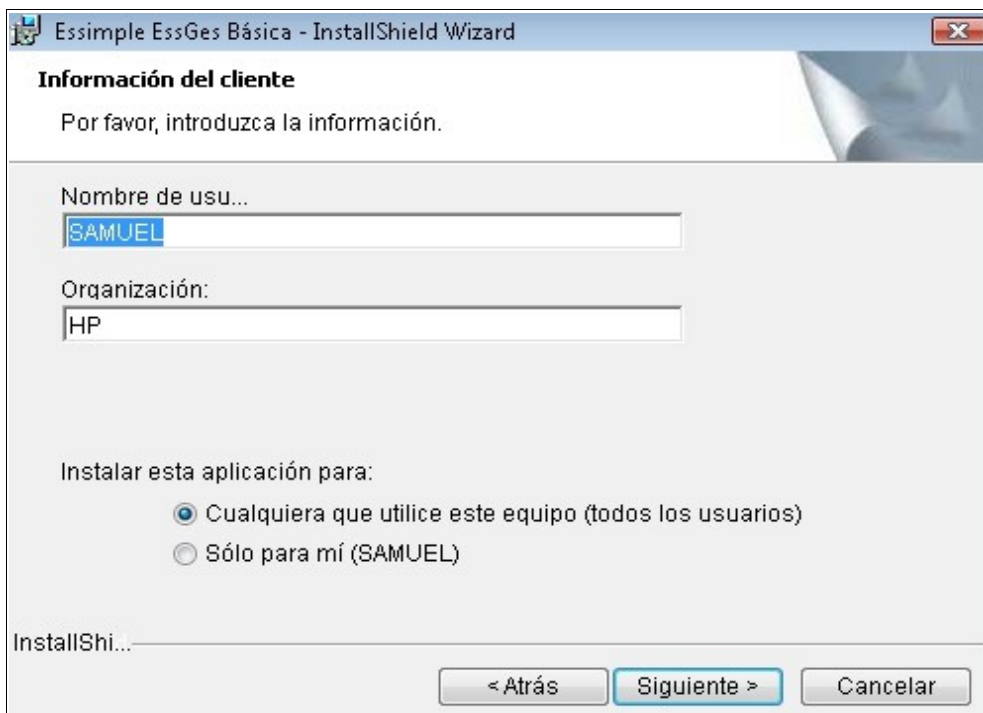 Essimple EssGes Básica - InstallShield Wizard
Información del cliente
Por favor, introduzca la información.
Nombre de usu...
SAMUEL
Organización:
HP
Instalar esta aplicación para:
Cualquiera que utilice este equipo (todos los usuarios)
Sólo para mí (SAMUEL)
InstallShi...
< Atrás Siguiente > Cancelar